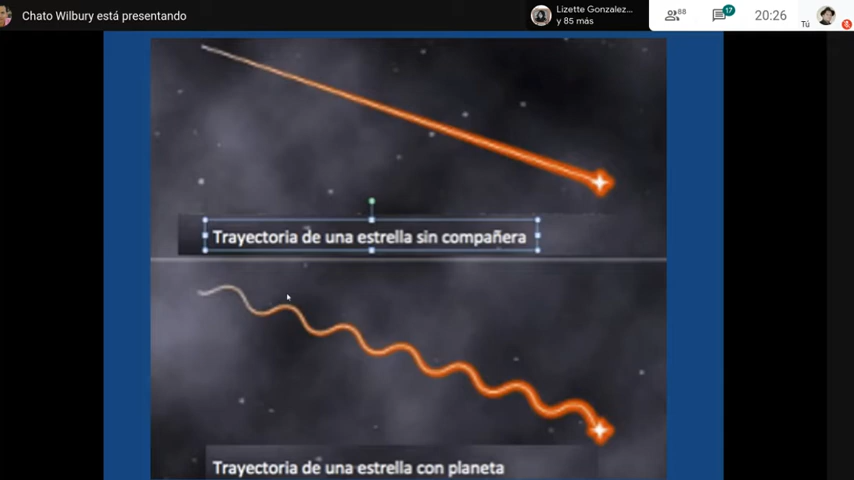 Chato Wilbury está presentando
Lizette Gonzalez...
y 85 más
88
17
20:26
Tú
Trayectoria de una estrella sin compañera
Trayectoria de una estrella con planeta